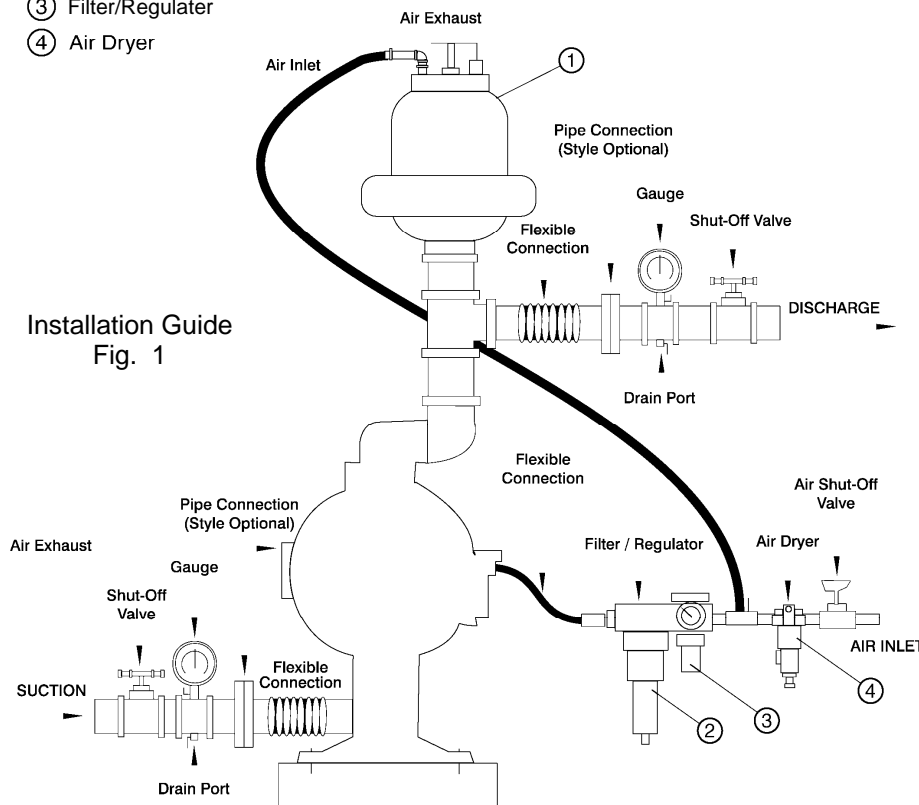 ③ Filter/Regulater
④ Air Dryer
Air Exhaust
Air Inlet
①
Pipe Connection
(Style Optional)
Gauge
Shut-Off Valve
Flexible
Connection
DISCHARGE
Installation Guide
Fig. 1
Drain Port
Flexible
Connection
Air Shut-Off
Valve
Pipe Connection
(Style Optional)
Air Exhaust
Filter / Regulator
Air Dryer
Gauge
Shut-Off
Valve
AIR INLET
Flexible
Connection
SUCTION
④
③
②
Drain Port